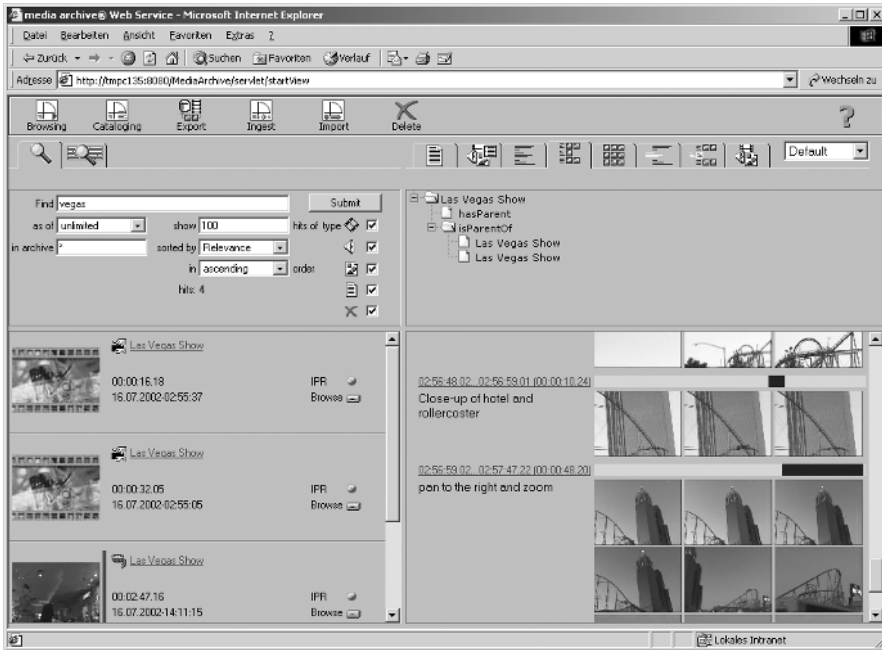 media archive® Web Service - Microsoft Internet Explorer
Datei Bearbeiten Ansicht Favoriten Extras ?
Zurück Suchen Favoriten Verlauf
Adresse http://tmpc135:8080/MediaArchive/servlet/startView Wechseln zu
Browsing Cataloging Export Ingest Import Delete ?
Default
Find vegas Submit
as of unlimited show 100 hits of type
in archive * sorted by Relevance
in ascending order
hits: 4
Las Vegas Show
hasParent
isParentOf
Las Vegas Show
Las Vegas Show
Las Vegas Show
00:00:16.18 IPR
16.07.2002-02:55:37 Browse
Las Vegas Show
00:00:32.05 IPR
16.07.2002-02:55:05 Browse
Las Vegas Show
00:02:47.16 IPR
16.07.2002-14:11:15 Browse
02:56:48.02...02:56:59.01 (00:00:10.24)
Close-up of hotel and
rollercoster
02:56:59.02...02:57:47.22 (00:00:48.20)
pan to the right and zoom
Lokales Intranet